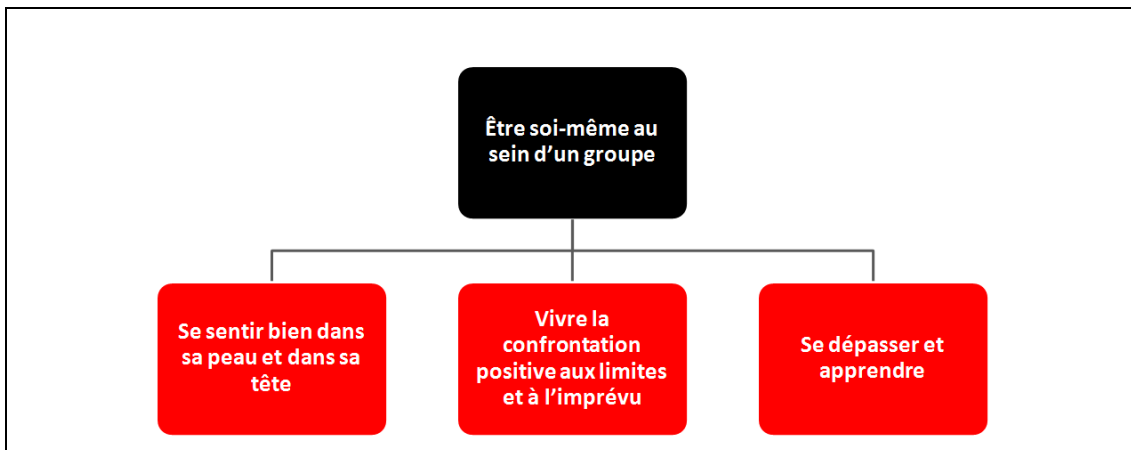 Être soi-même au
sein d’un groupe
Se sentir bien dans
sa peau et dans sa
tête
Vivre la
confrontation
positive aux limites
et à l’imprévu
Se dépasser et
apprendre